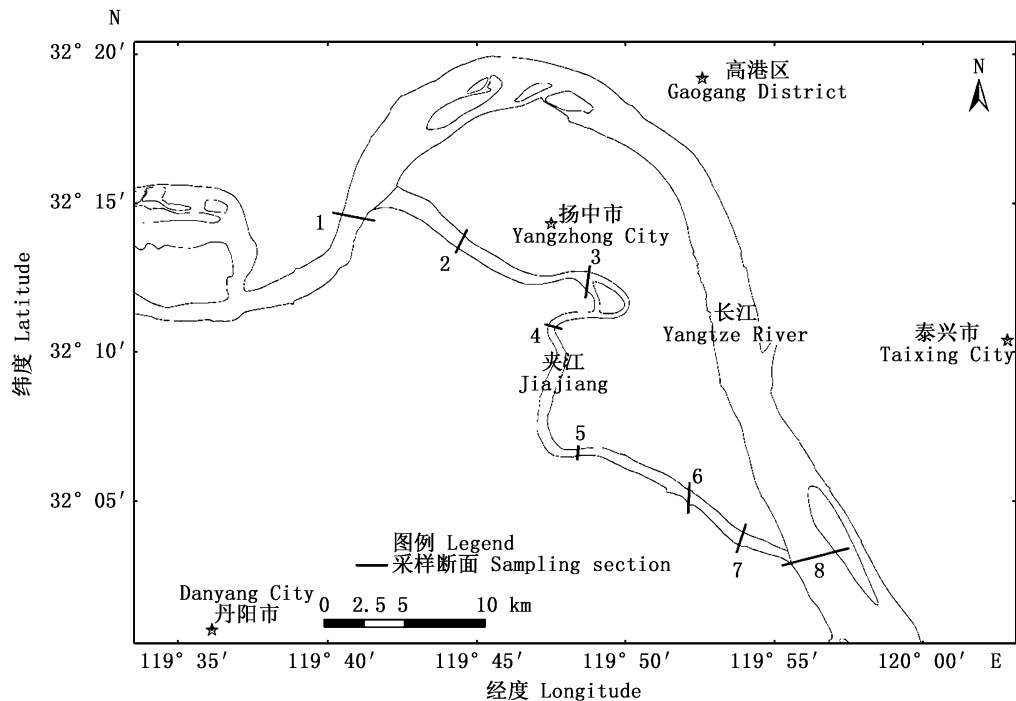 N
32° 20′
高港区
Gaogang District
N
32° 15′
1
扬中市
Yangzhong City
2
3
长江
Yangtze River
泰兴市
Taixing City
4
32° 10′
夹江
Jiajiang
纬度 Latitude
5
6
32° 05′
图例 Legend
采样断面 Sampling section
7
8
Danyang City
丹阳市
0 2.5 5 10 km
119° 35′ 119° 40′ 119° 45′ 119° 50′ 119° 55′ 120° 00′ E
经度 Longitude